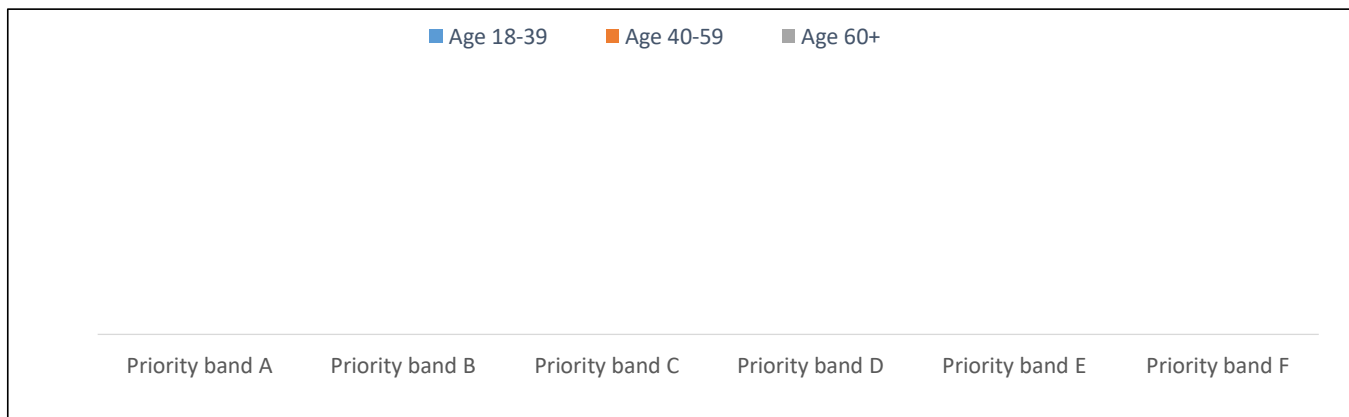 Age 18-39 Age 40-59 Age 60+
Priority band A Priority band B Priority band C Priority band D Priority band E Priority band F